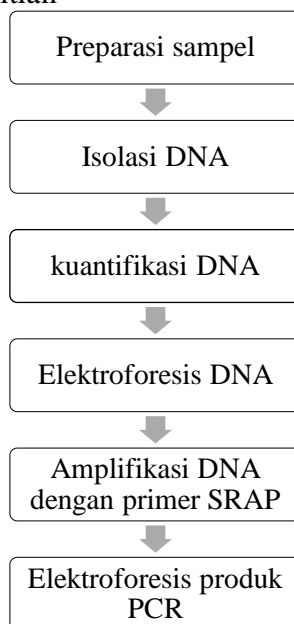 Preparasi sampel
Isolasi DNA
kuantifikasi DNA
Elektroforesis DNA
Amplifikasi DNA
dengan primer SRAP
Elektroforesis produk
PCR